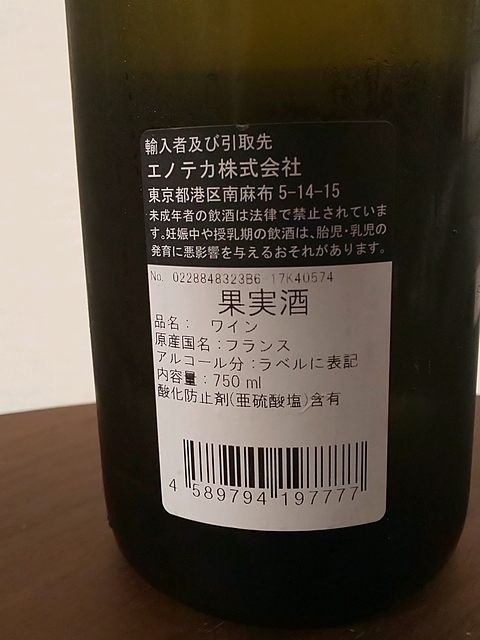 輸入者及び引取先
エノテカ株式会社
東京都港区南麻布 5-14-15
未成年者の飲酒は法律で禁止されていま
す。妊娠中や授乳期の飲酒は、胎児・乳児の
発育に悪影響を与えるおそれがあります。
No. 0228848323B6 17K40574
果実酒
品名： ワイン
原産国名：フランス
アルコール分：ラベルに表記
内容量：750 ml
酸化防止剤(亜硫酸塩)含有
4 589794 197777